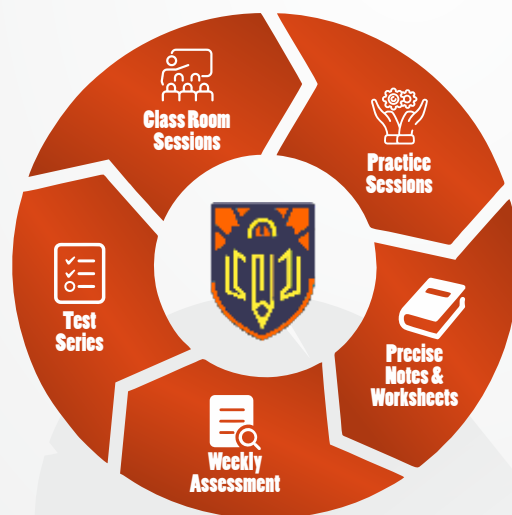 Class Room
Sessions
Practice
Sessions
Precise
Notes &
Worksheets
Weekly
Assessment
Test
Series